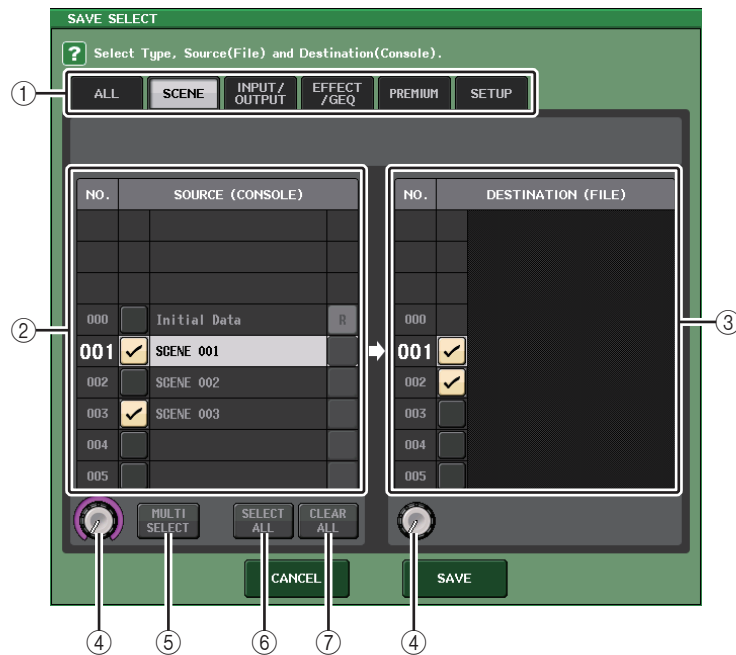 SAVE SELECT
? Select Type, Source(File) and Destination(Console).
① ALL SCENE INPUT/ OUTPUT EFFECT /GEQ PREMIUM SETUP
NO. SOURCE (CONSOLE) NO. DESTINATION (FILE)
② ③
000 Initial Data R 000
001 SCENE 001 001
002 SCENE 002 002
003 SCENE 003 003
004 004
005 005
MULTI SELECT SELECT ALL CLEAR ALL
CANCEL SAVE
④ ⑤ ⑥ ⑦ ④